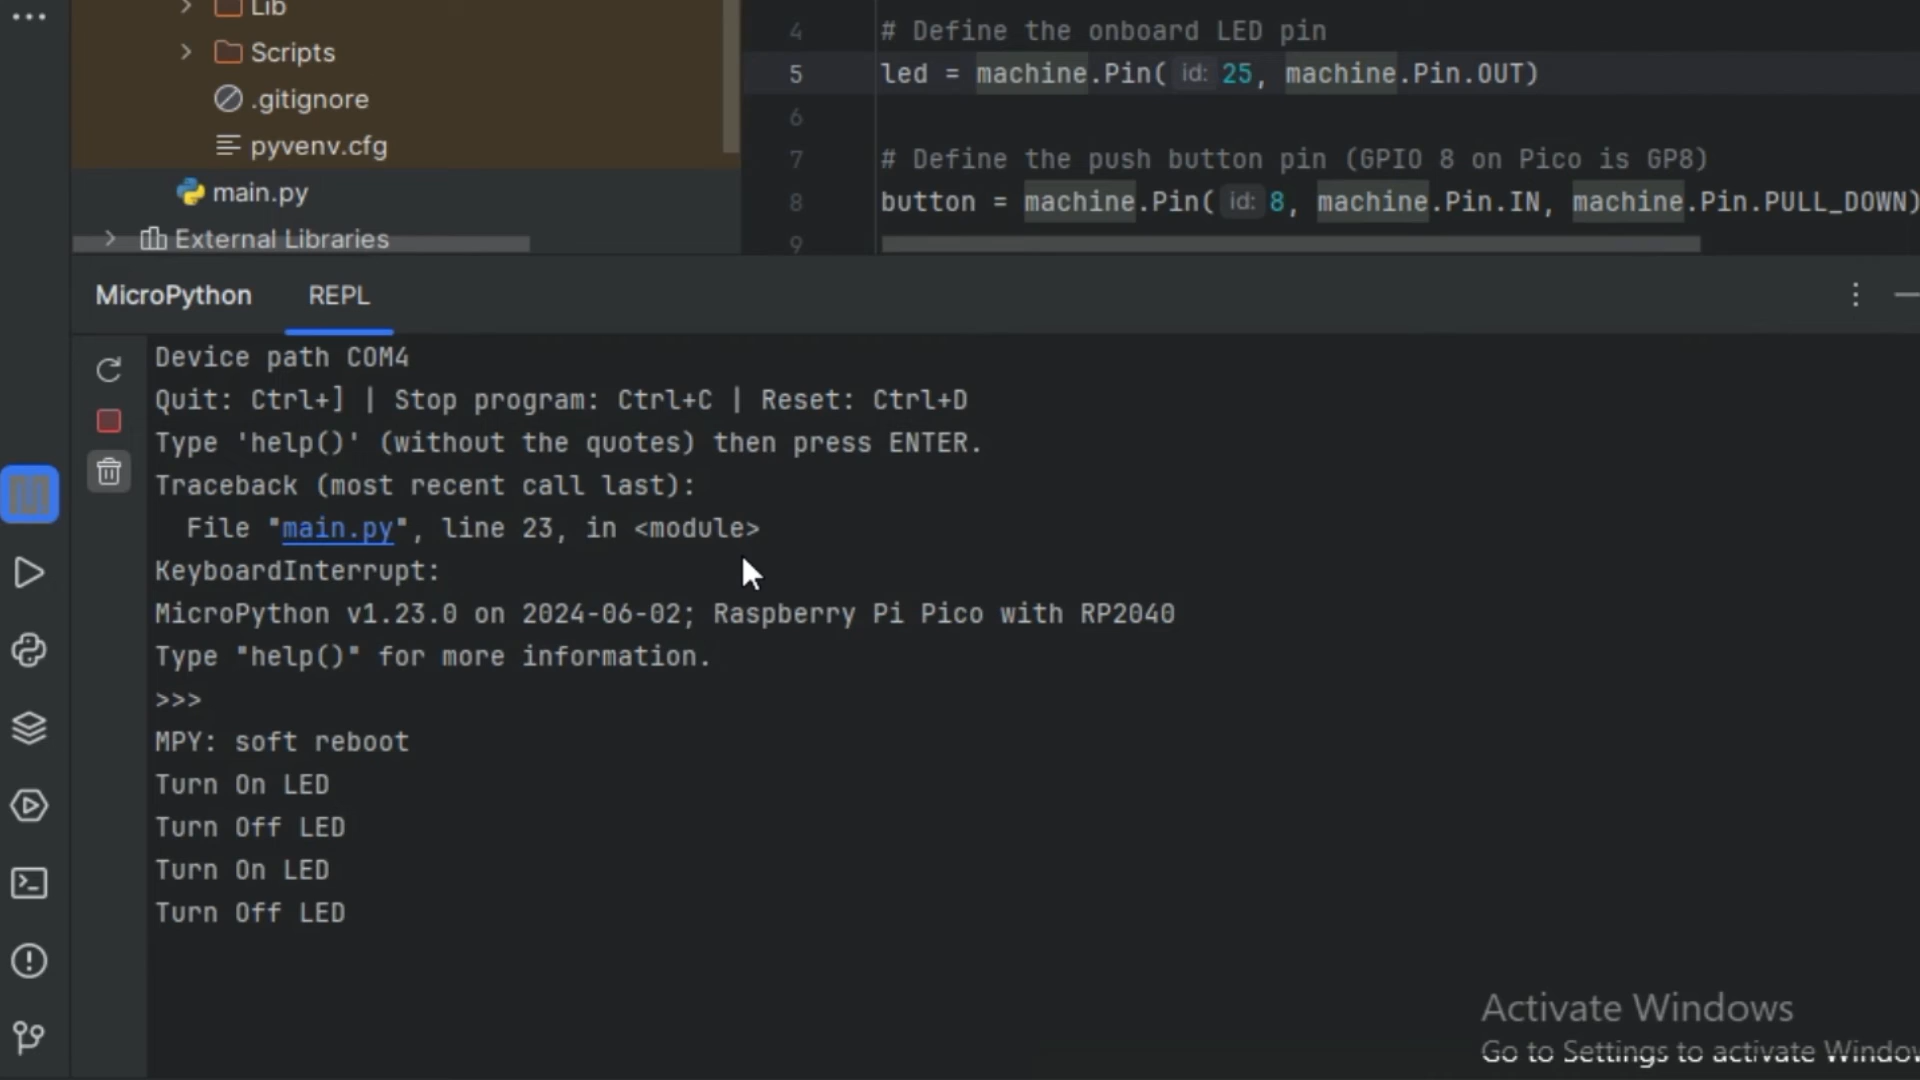 Lib
Scripts
.gitignore
pyvenv.cfg
main.py
External Libraries
4 # Define the onboard LED pin
5 led = machine.Pin( id: 25, machine.Pin.OUT)
6
7 # Define the push button pin (GPIO 8 on Pico is GP8)
8 button = machine.Pin( id: 8, machine.Pin.IN, machine.Pin.PULL_DOWN)
9
MicroPython REPL
Device path COM4
Quit: Ctrl+] | Stop program: Ctrl+C | Reset: Ctrl+D
Type 'help()' (without the quotes) then press ENTER.
Traceback (most recent call last):
File "main.py", line 23, in <module>
KeyboardInterrupt:
MicroPython v1.23.0 on 2024-06-02; Raspberry Pi Pico with RP2040
Type "help()" for more information.
>>>
MPY: soft reboot
Turn On LED
Turn Off LED
Turn On LED
Turn Off LED
Activate Windows
Go to Settings to activate Window